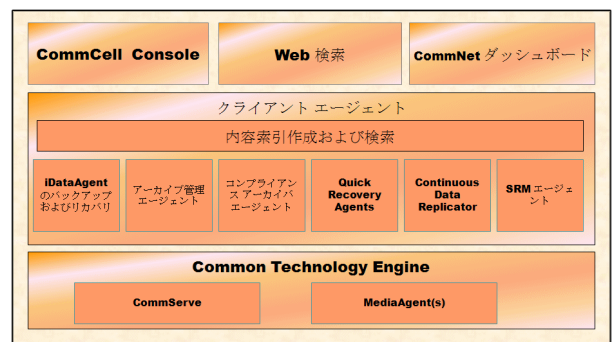 CommCell Console
Web 検索
CommNet ダッシュボード
クライアント エージェント
内容索引作成および検索
iDataAgent
のバックアップ
およびリカバリ
アーカイブ管理
エージェント
コンプライアン
ス アーカイバ
エージェント
Quick
Recovery
Agents
Continuous
Data
Replicator
SRM エージェ
ント
Common Technology Engine
CommServe
MediaAgent(s)